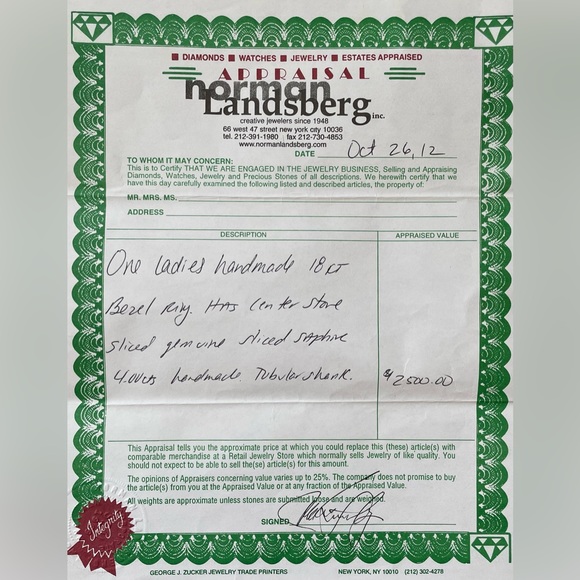 ■ DIAMONDS ■ WATCHES ■ JEWELRY ■ ESTATES APPRAISED
APPRAISAL
norman
Landsberg inc.
creative jewelers since 1948
66 west 47 street new york city 10036
tel. 212-391-1980 fax 212-730-4853
www.normanlandsberg.com
DATE Oct 26, 12
TO WHOM IT MAY CONCERN:
This is to Certify THAT WE ARE ENGAGED IN THE JEWELRY BUSINESS, Selling and Appraising
Diamonds, Watches, Jewelry and Precious Stones of all descriptions. We herewith certify that we
have this day carefully examined the following listed and described articles, the property of:
MR. MRS. MS.
ADDRESS
DESCRIPTION APPRAISED VALUE
One ladies handmade 18 KT
Bezel Ring. HAS Center Stone
sliced genuine sliced saphire
4.00cts handmade. Tubular shank. $2500.00
This Appraisal tells you the approximate price at which you could replace this (these) article(s) with
comparable merchandise at a Retail Jewelry Store which normally sells Jewelry of like quality. You
should not expect to be able to sell the(se) article(s) for this amount.
The opinions of Appraisers concerning value varies up to 25%. The company does not promise to buy
the article(s) from you at the Appraised Value or at any fraction of the Appraised Value.
All weights are approximate unless stones are submitted loose and are weighed.
SIGNED
Integrity
GEORGE J. ZUCKER JEWELRY TRADE PRINTERS NEW YORK, NY 10010 (212) 302-4278